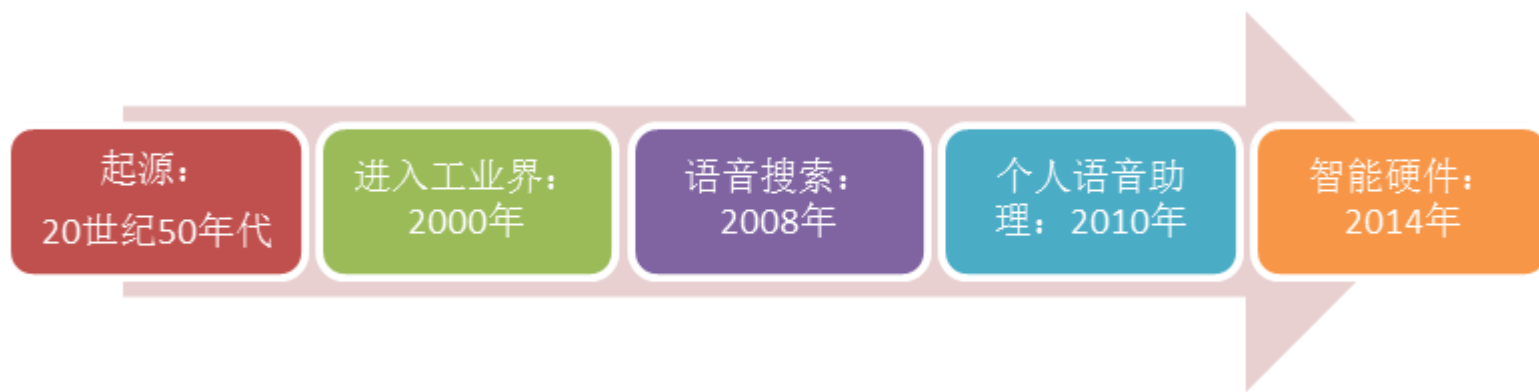 起源：
20世纪50年代
进入工业界：
2000年
语音搜索：
2008年
个人语音助
理：2010年
智能硬件：
2014年